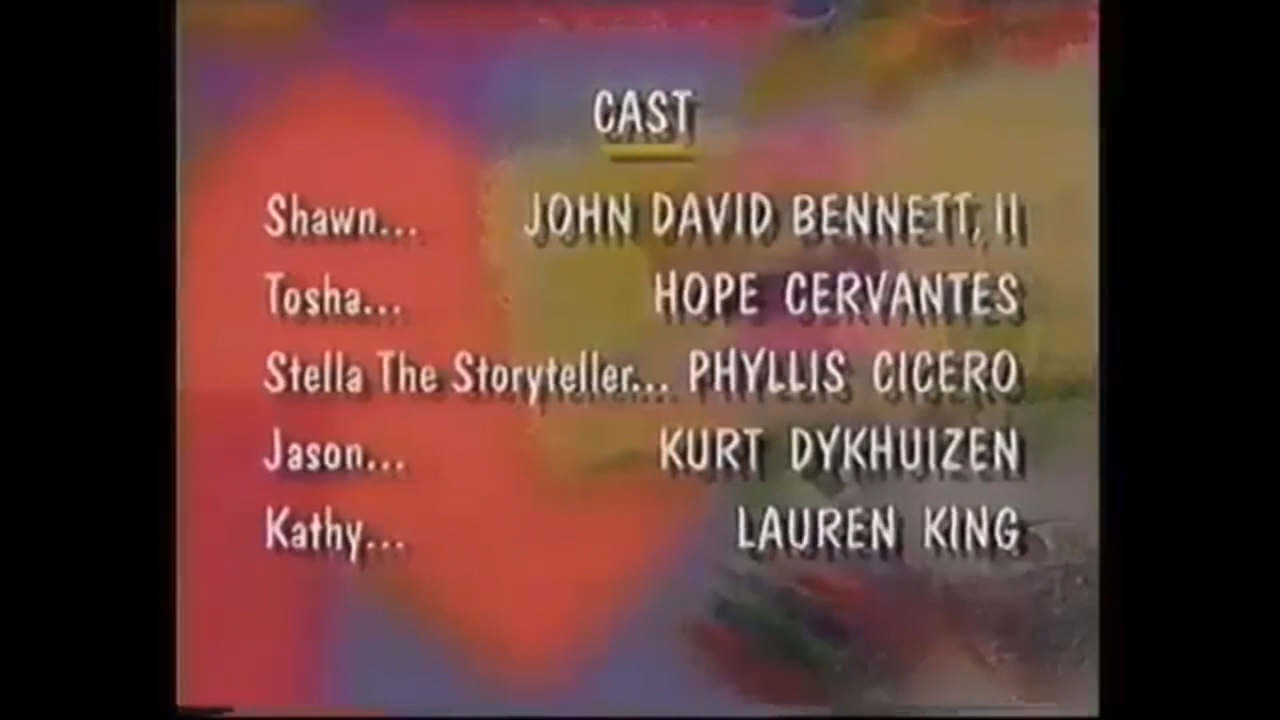 CAST
Shawn... JOHN DAVID BENNETT, II
Tosha... HOPE CERVANTES
Stella The Storyteller... PHYLLIS CICERO
Jason... KURT DYKHUIZEN
Kathy... LAUREN KING